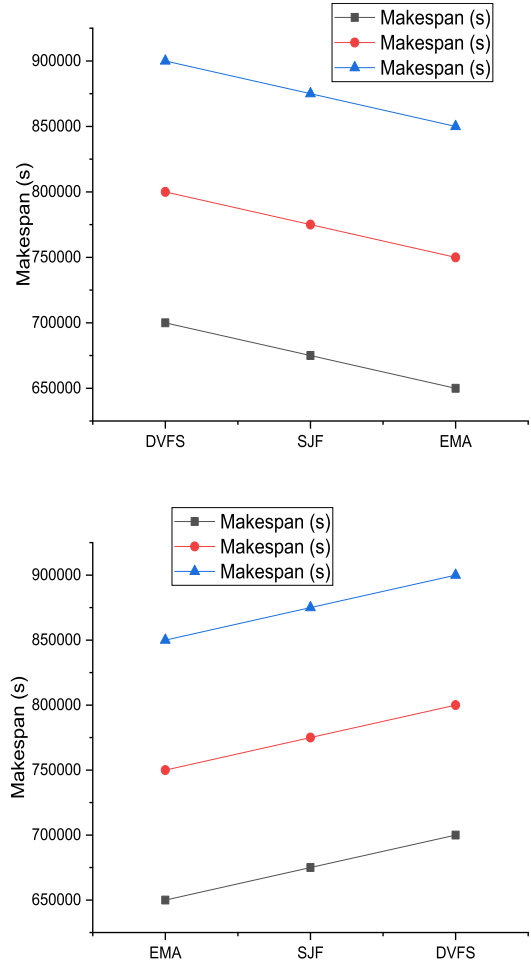 Makespan (s)
Makespan (s)
Makespan (s)
900000
850000
800000
750000
700000
650000
Makespan (s)
DVFS SJF EMA
Makespan (s)
Makespan (s)
Makespan (s)
900000
850000
800000
750000
700000
650000
Makespan (s)
EMA SJF DVFS